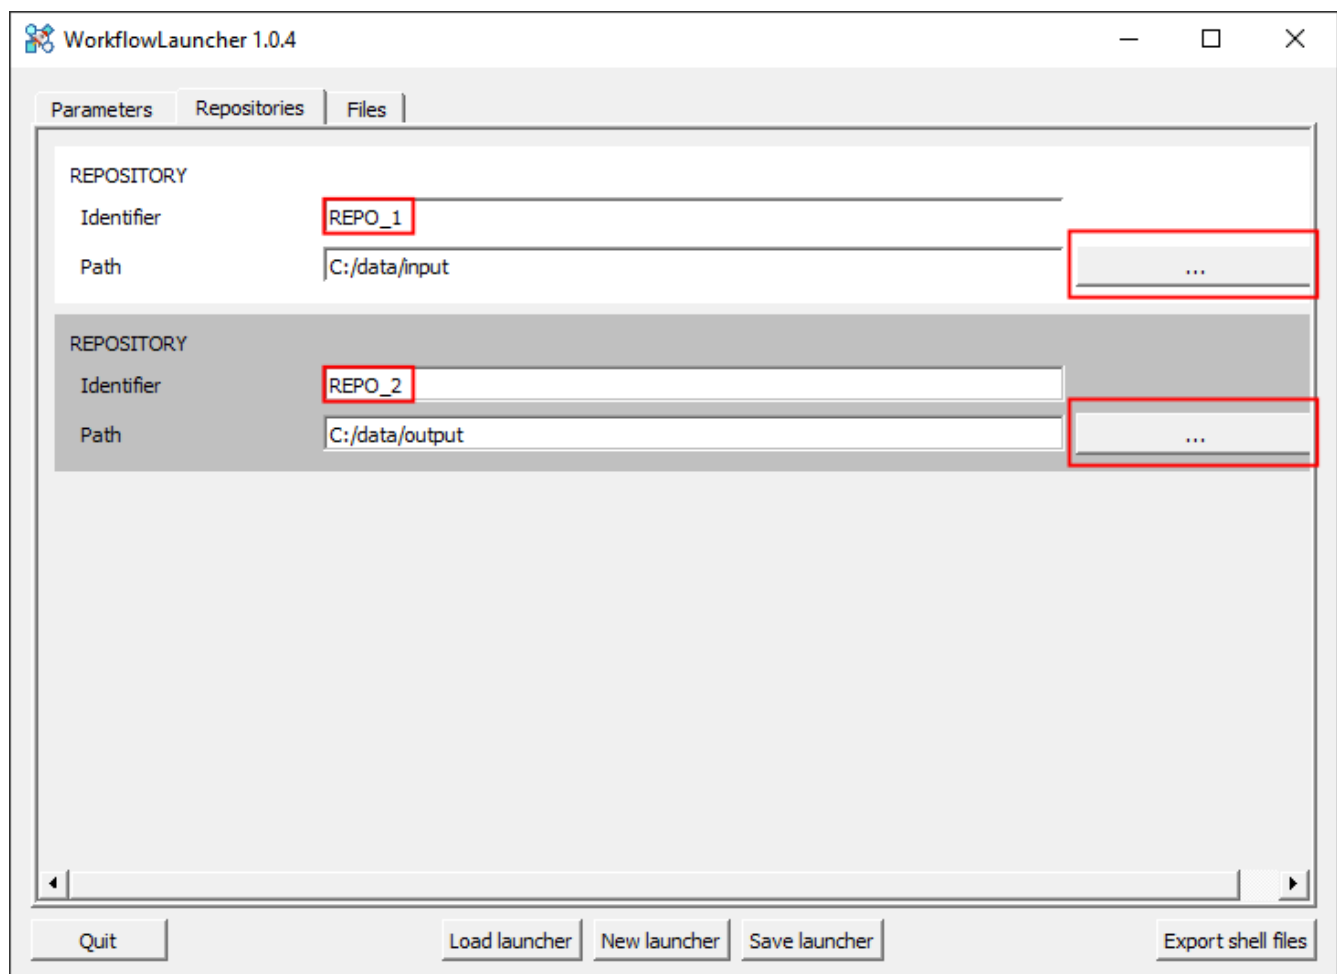 WorkflowLauncher 1.0.4
Parameters Repositories Files
REPOSITORY
Identifier REPO_1
Path C:/data/input ...
REPOSITORY
Identifier REPO_2
Path C:/data/output ...
Quit Load launcher New launcher Save launcher Export shell files